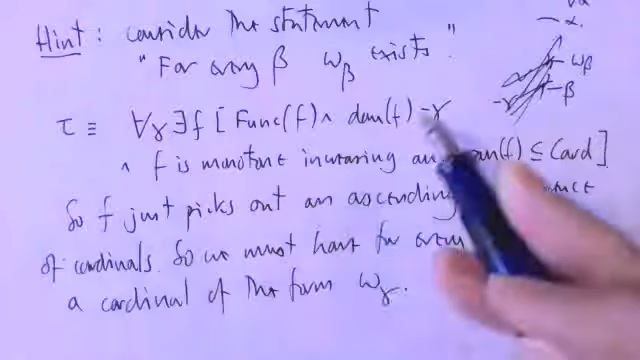 Hint: consider the statement
"For every β ω_β exists."
τ ≡ ∀γ∃f [Func(f) ∧ dom(f) = γ
∧ f is monotone increasing an ran(f) ⊆ Card]
So f just picks out an ascending
of cardinals. So we must have for every
a cardinal of the form ω_γ.
α.
ω_β
β